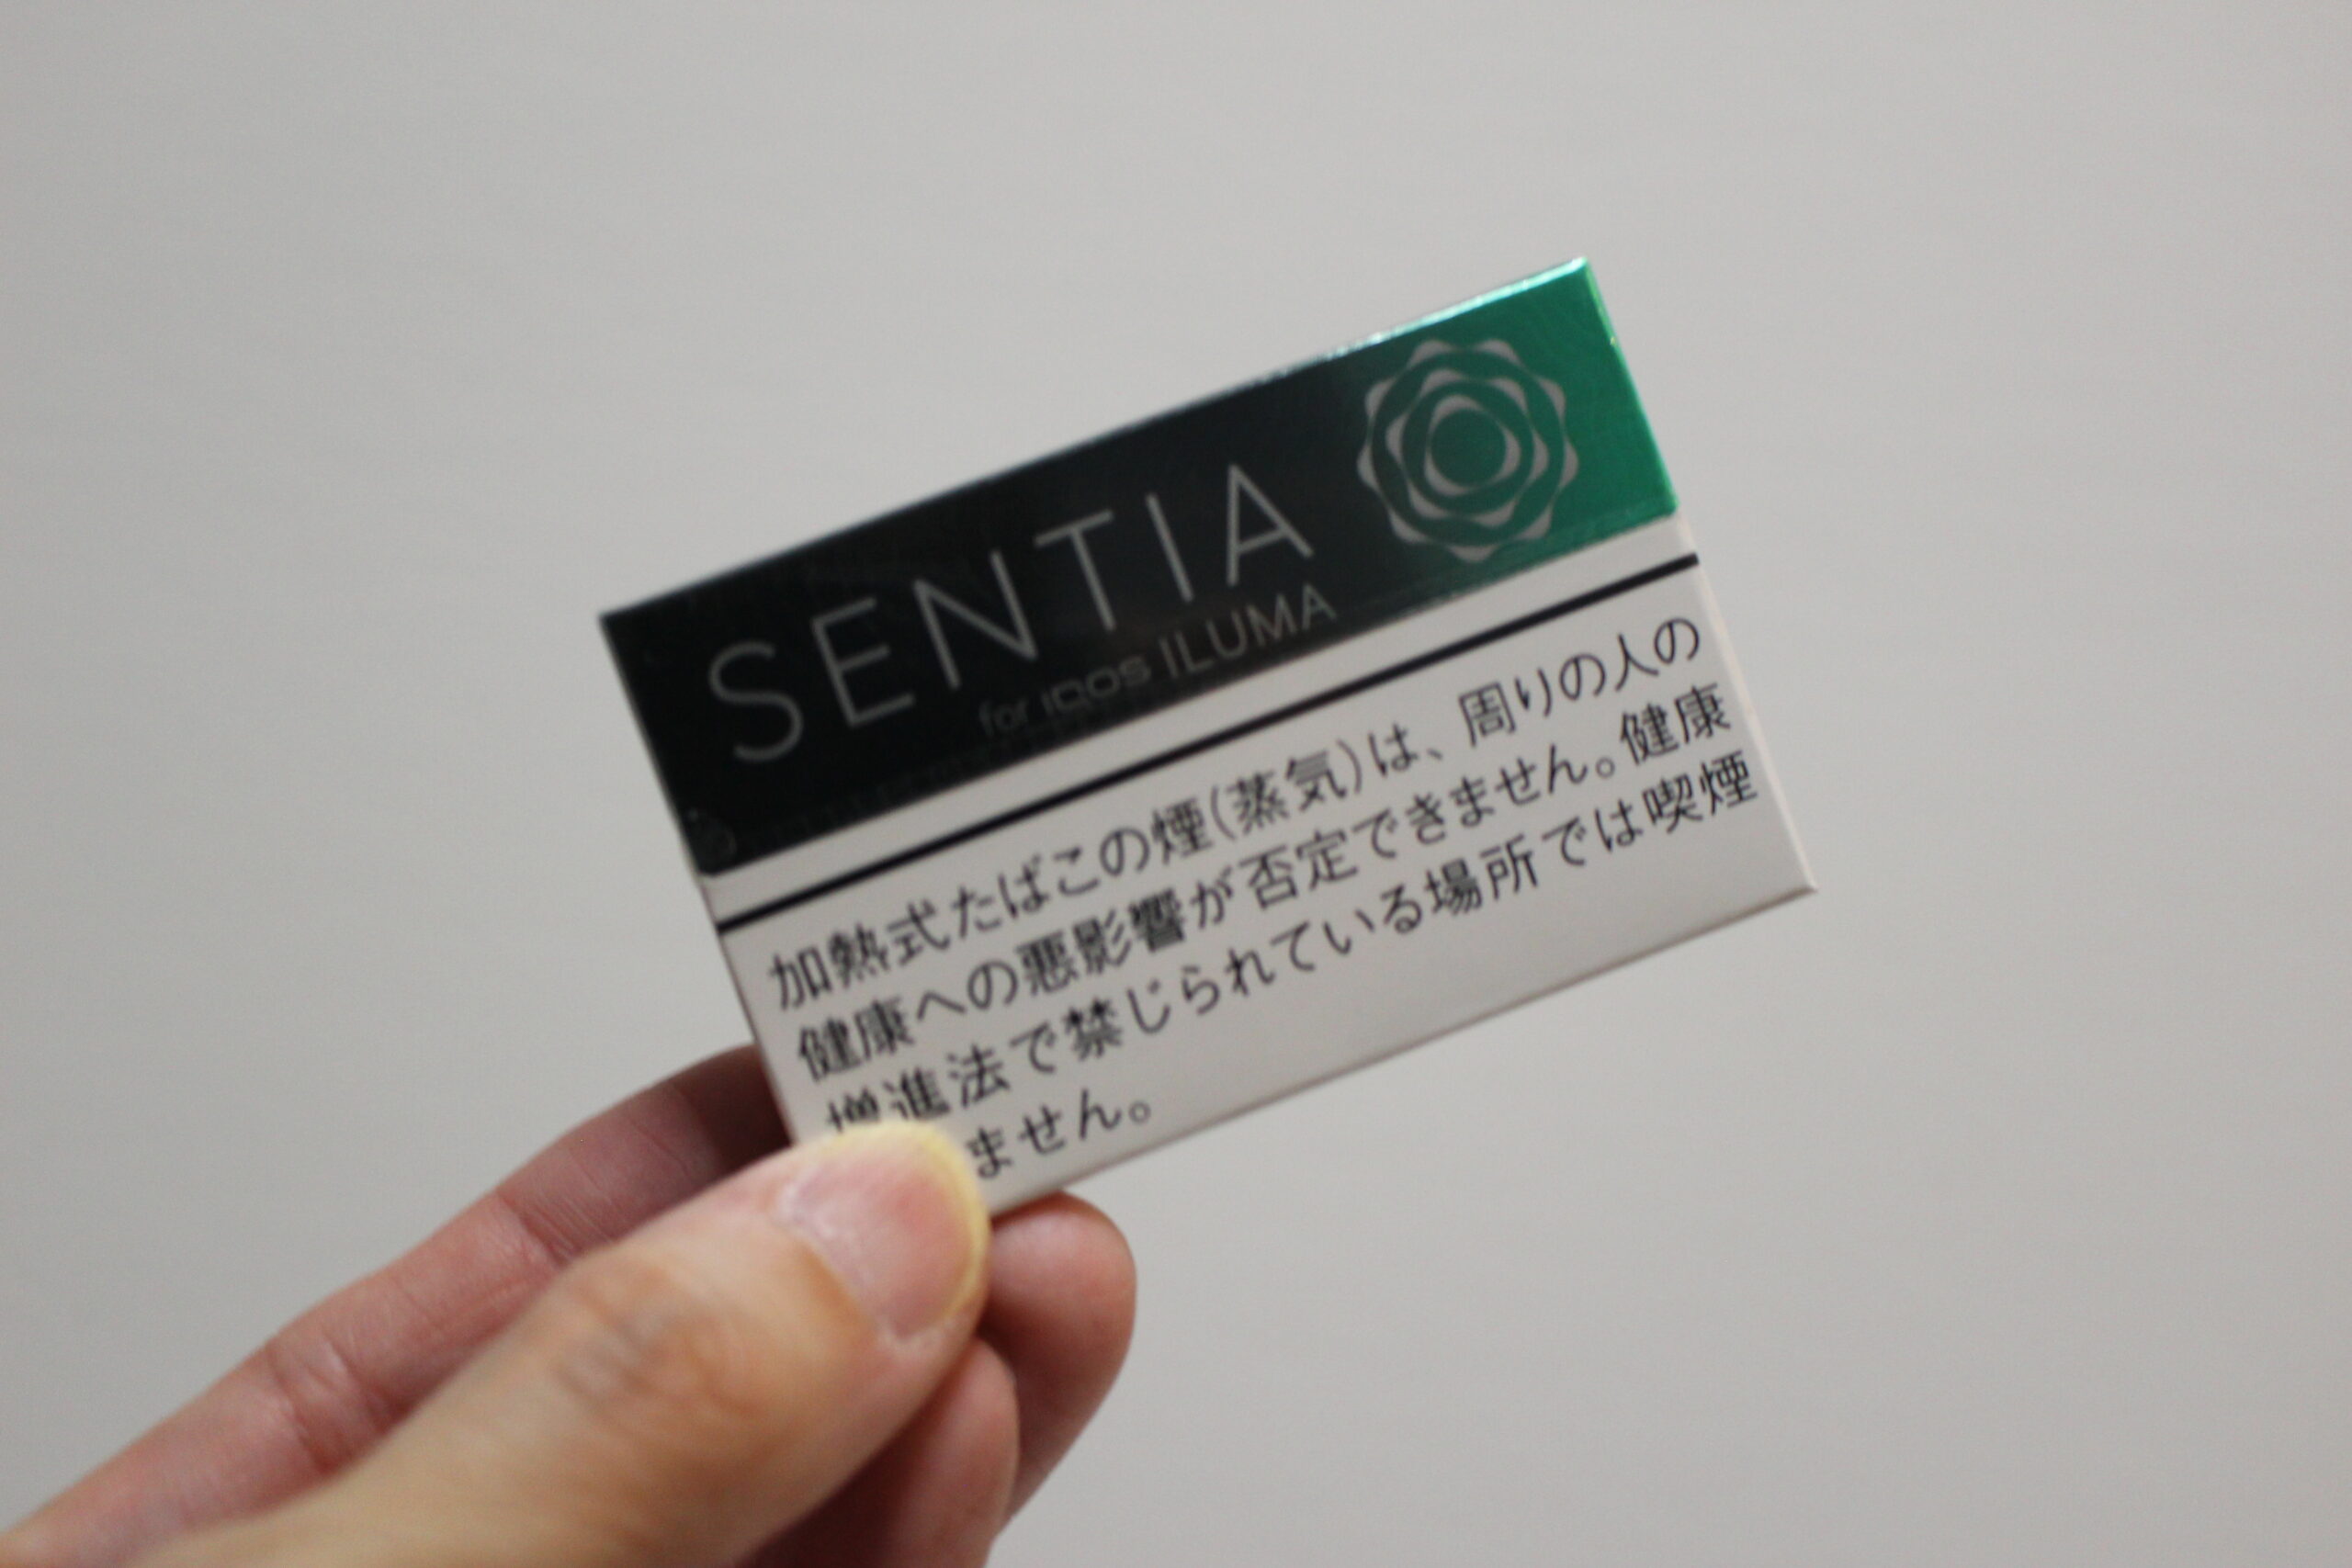 SENTIA
for IQOS ILUMA
加熱式たばこの煙(蒸気)は、周りの人の
健康への悪影響が否定できません。健康
増進法で禁じられている場所では喫煙
ません。